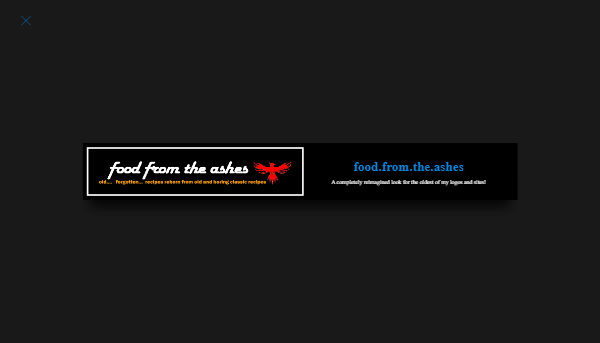 food from the ashes
old.... forgotten... recipes reborn from old and boring classic recipes
food.from.the.ashes
A completely reimagined look for the oldest of my logos and sites!